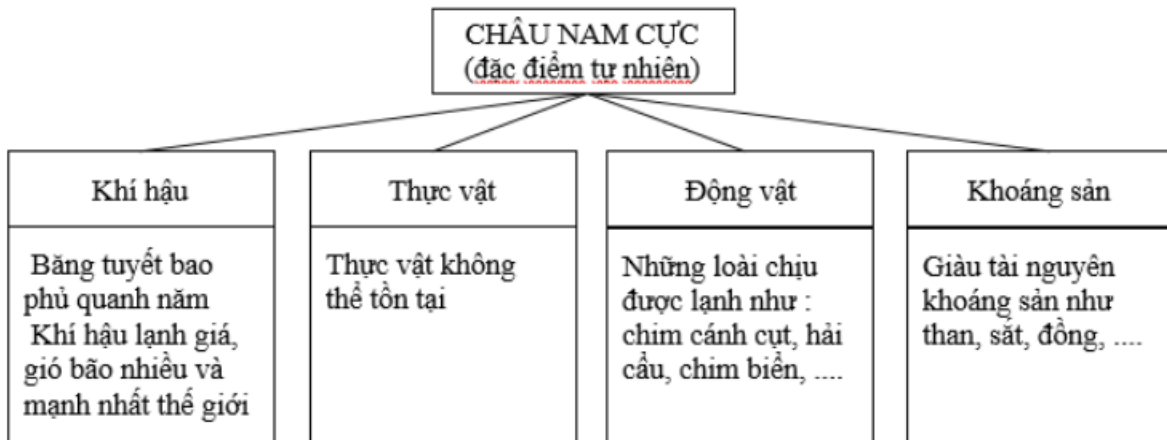 CHÂU NAM CỰC
(đặc điểm tự nhiên)
Khí hậu
Băng tuyết bao
phủ quanh năm
Khí hậu lạnh giá,
gió bão nhiều và
mạnh nhất thế giới
Thực vật
Thực vật không
thể tồn tại
Động vật
Những loài chịu
được lạnh như :
chim cánh cụt, hải
cẩu, chim biển, ....
Khoáng sản
Giàu tài nguyên
khoáng sản như
than, sắt, đồng, ....